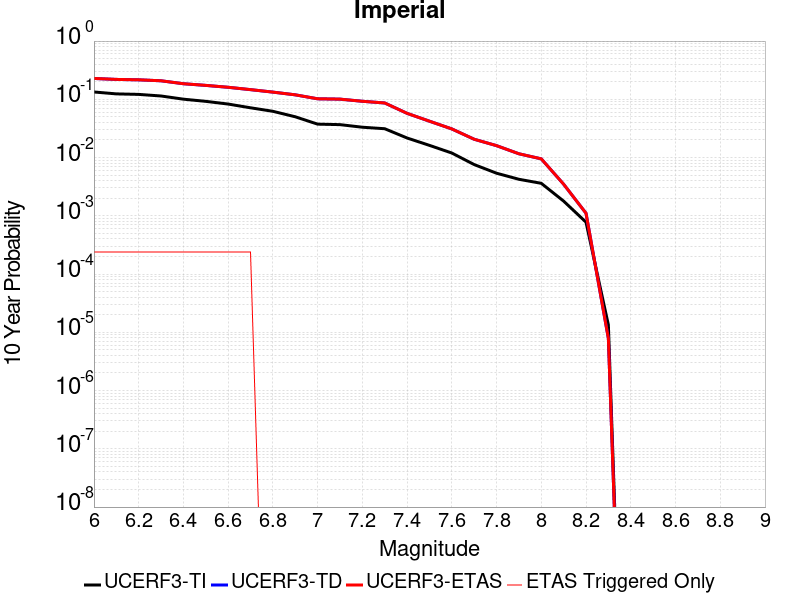 Imperial
10 0
10 -1
10 -2
10 -3
10 -4
10 -5
10 -6
10 -7
10 -8
10 Year Probability
6 6.2 6.4 6.6 6.8 7 7.2 7.4 7.6 7.8 8 8.2 8.4 8.6 8.8 9
Magnitude
UCERF3-TI UCERF3-TD UCERF3-ETAS ETAS Triggered Only